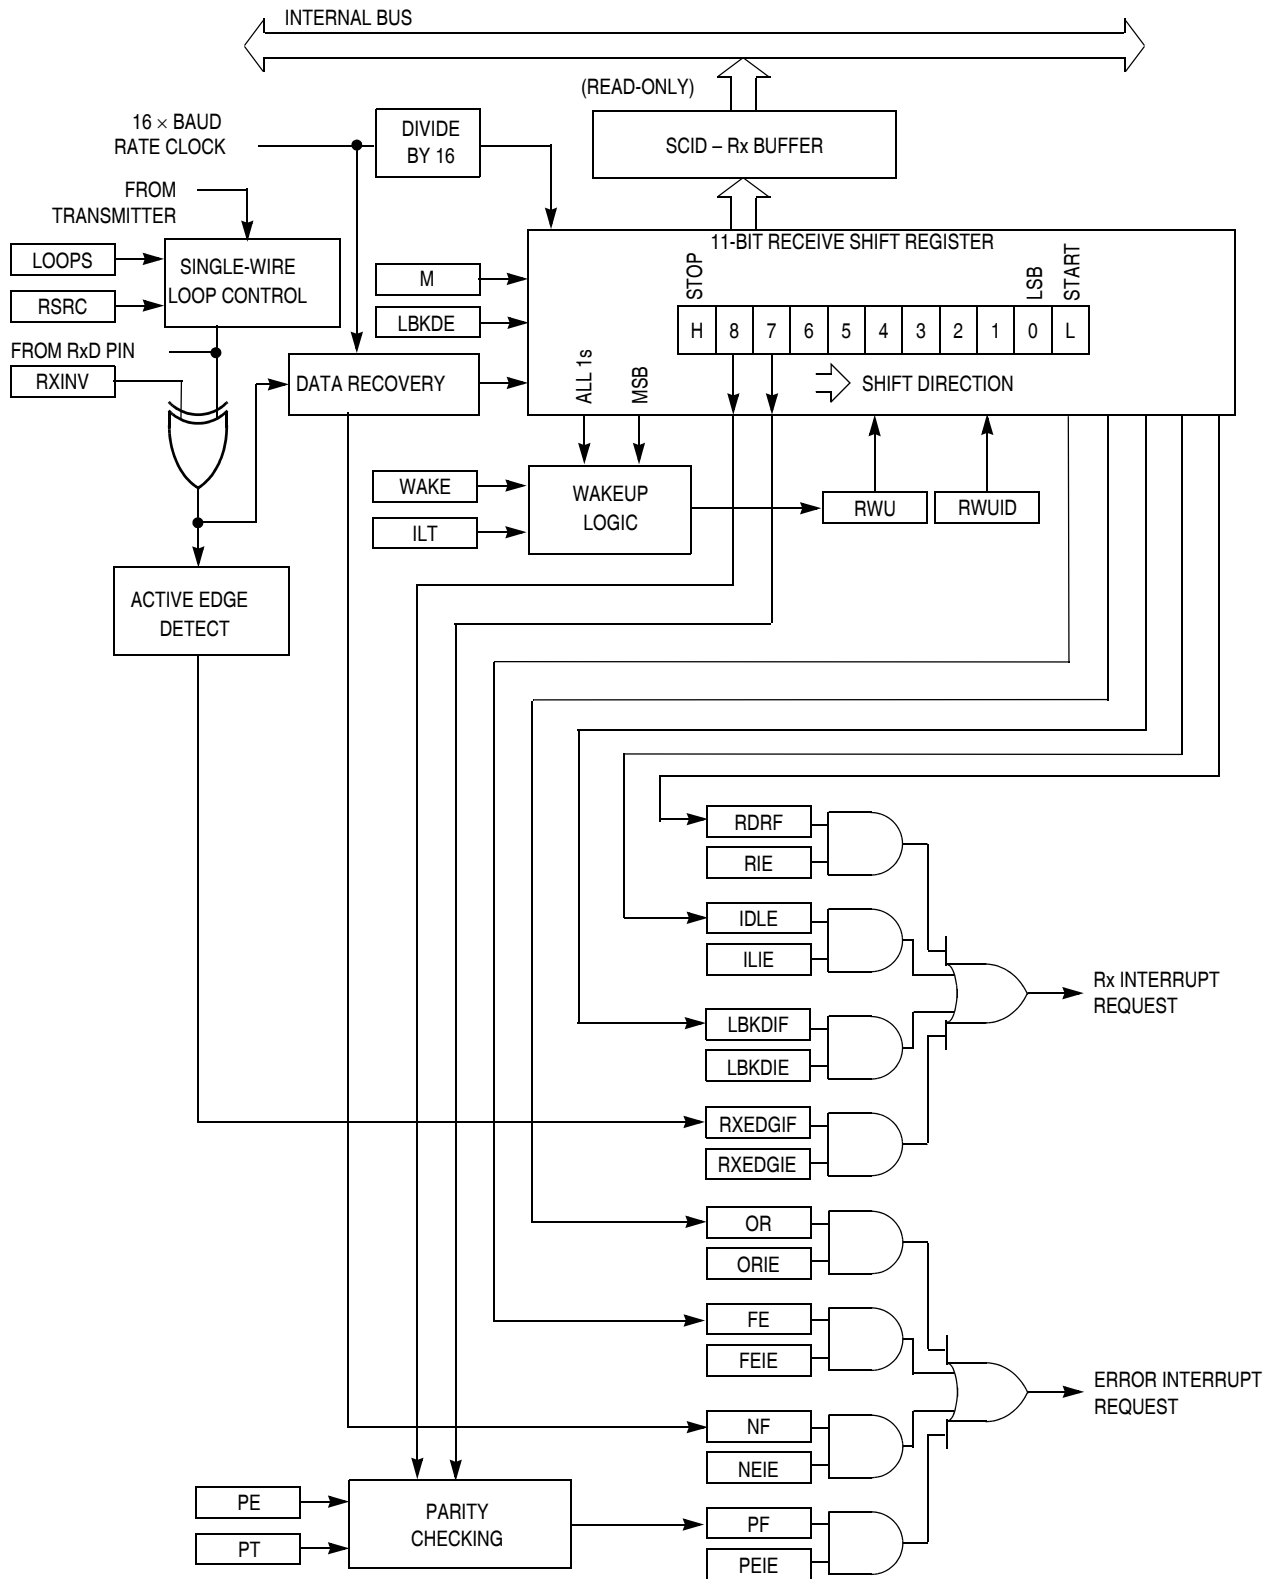 INTERNAL BUS
(READ-ONLY)
16 × BAUD
RATE CLOCK
DIVIDE
BY 16
SCID – Rx BUFFER
FROM
TRANSMITTER
11-BIT RECEIVE SHIFT REGISTER
LOOPS
RSRC
SINGLE-WIRE
LOOP CONTROL
M
LBKDE
STOP
LSB
START
H 8 7 6 5 4 3 2 1 0 L
FROM RxD PIN
RXINV
DATA RECOVERY
ALL 1s
MSB
SHIFT DIRECTION
WAKE
ILT
WAKEUP
LOGIC
RWU
RWUID
ACTIVE EDGE
DETECT
RDRF
RIE
IDLE
ILIE
Rx INTERRUPT
REQUEST
LBKDIF
LBKDIE
RXEDGIF
RXEDGIE
OR
ORIE
FE
FEIE
ERROR INTERRUPT
REQUEST
NF
NEIE
PE
PT
PARITY
CHECKING
PF
PEIE